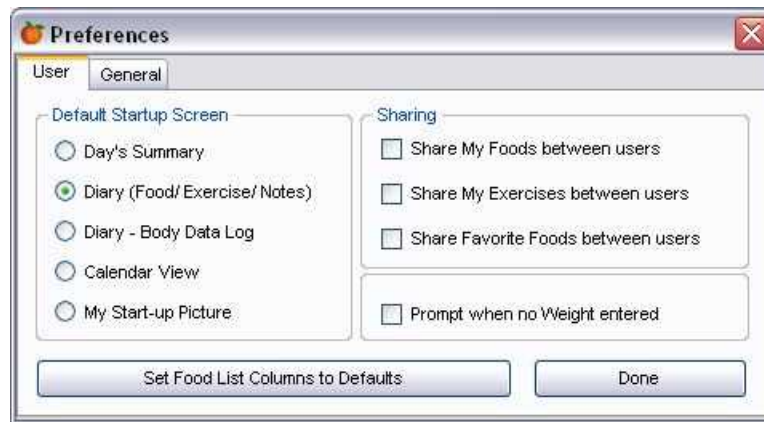 Preferences
User General
Default Startup Screen
Day's Summary
Diary (Food/ Exercise/ Notes)
Diary - Body Data Log
Calendar View
My Start-up Picture
Sharing
Share My Foods between users
Share My Exercises between users
Share Favorite Foods between users
Prompt when no Weight entered
Set Food List Columns to Defaults
Done